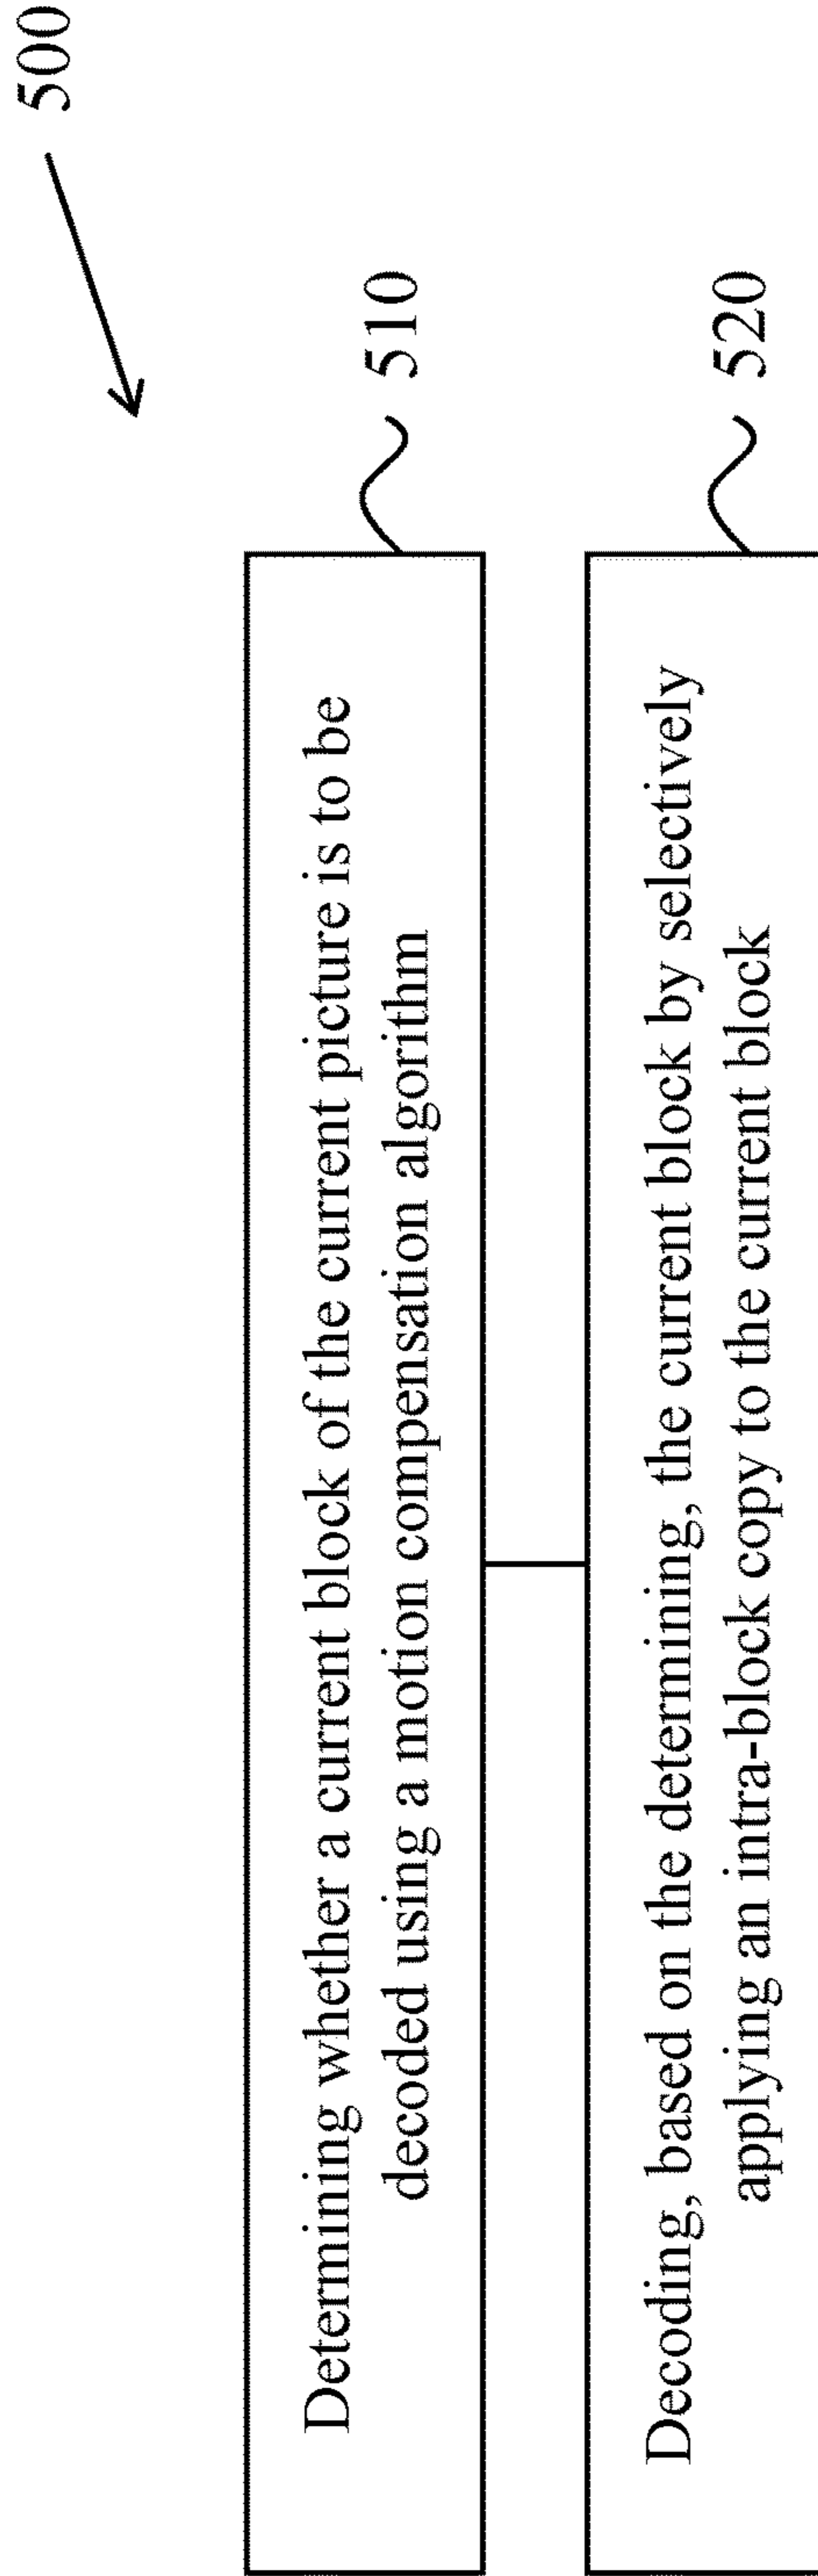 500
Determining whether a current block of the current picture is to be
decoded using a motion compensation algorithm
510
Decoding, based on the determining, the current block by selectively
applying an intra-block copy to the current block
520